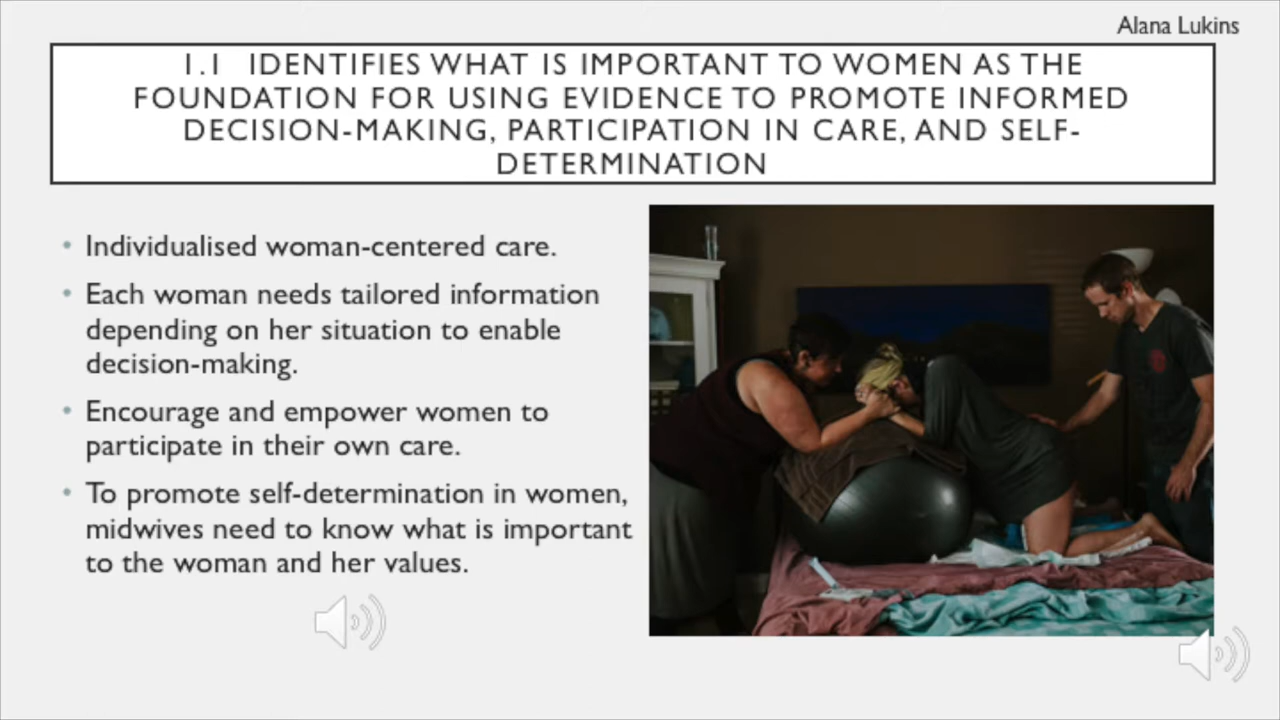 Alana Lukins
1.1 IDENTIFIES WHAT IS IMPORTANT TO WOMEN AS THE
FOUNDATION FOR USING EVIDENCE TO PROMOTE INFORMED
DECISION-MAKING, PARTICIPATION IN CARE, AND SELF-
DETERMINATION
• Individualised woman-centered care.
• Each woman needs tailored information
depending on her situation to enable
decision-making.
• Encourage and empower women to
participate in their own care.
• To promote self-determination in women,
midwives need to know what is important
to the woman and her values.